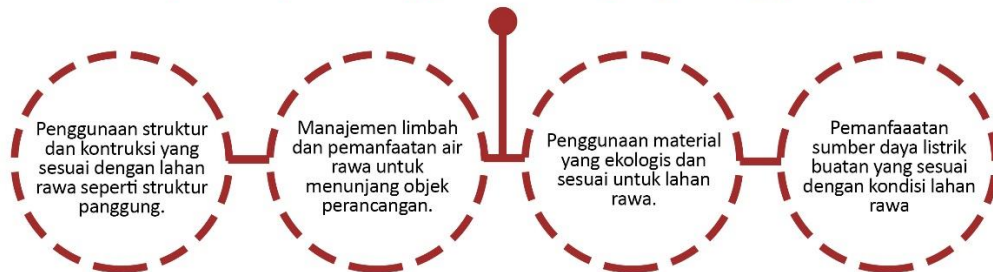 Penggunaan struktur
dan kontruksi yang
sesuai dengan lahan
rawa seperti struktur
panggung.
Manajemen limbah
dan pemanfaatan air
rawa untuk
menunjang objek
perancangan.
Penggunaan material
yang ekologis dan
sesuai untuk lahan
rawa.
Pemanfaaatan
sumber daya listrik
buatan yang sesuai
dengan kondisi lahan
rawa